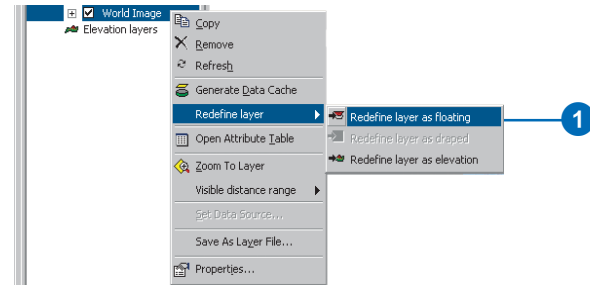 World Image
Elevation layers
Copy
Remove
Refresh
Generate Data Cache
Redefine layer
Open Attribute Table
Zoom To Layer
Visible distance range
Set Data Source...
Save As Layer File...
Properties...
Redefine layer as floating
Redefine layer as draped
Redefine layer as elevation
1